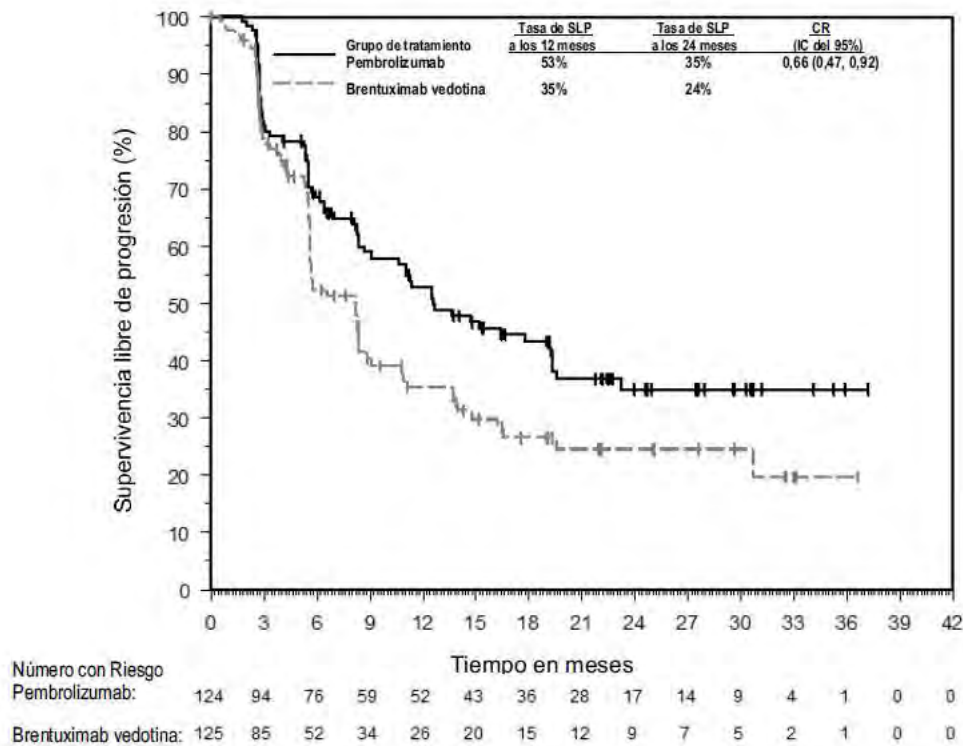 Supervivencia libre de progresión (%)
100
90
80
70
60
50
40
30
20
10
0
Grupo de tratamiento Tasa de SLP a los 12 meses Tasa de SLP a los 24 meses CR (IC del 95%)
Pembrolizumab 53% 35% 0,66 (0,47, 0,92)
Brentuximab vedotina 35% 24%
0 3 6 9 12 15 18 21 24 27 30 33 36 39 42
Tiempo en meses
Número con Riesgo
Pembrolizumab: 124 94 76 59 52 43 36 28 17 14 9 4 1 0 0
Brentuximab vedotina: 125 85 52 34 26 20 15 12 9 7 5 2 1 0 0